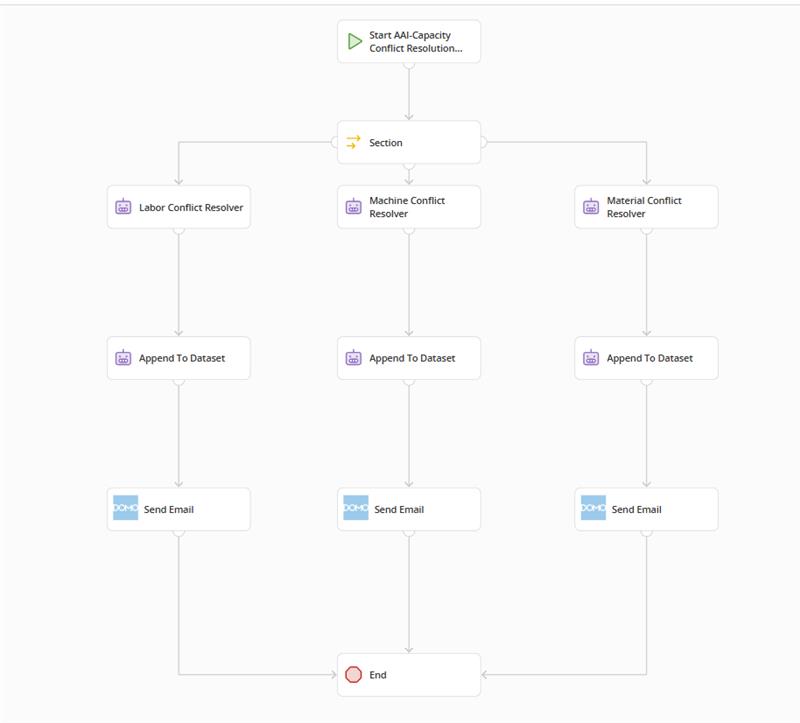 Start AAI-Capacity
Conflict Resolution...
Section
Labor Conflict Resolver
Machine Conflict
Resolver
Material Conflict
Resolver
Append To Dataset
Append To Dataset
Append To Dataset
DOMO
Send Email
DOMO
Send Email
DOMO
Send Email
End